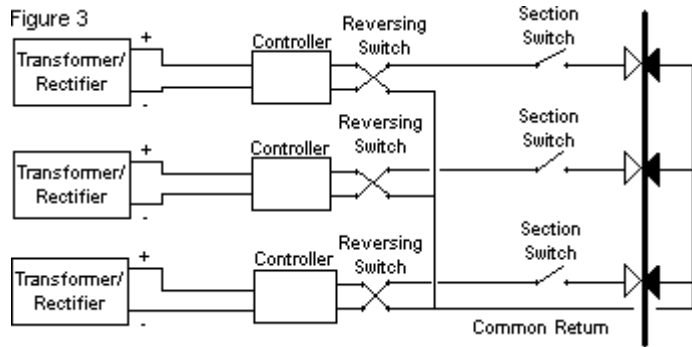 Figure 3
Transformer/
Rectifier
+
-
Controller
Reversing
Switch
Section
Switch
Transformer/
Rectifier
+
-
Controller
Reversing
Switch
Section
Switch
Transformer/
Rectifier
+
-
Controller
Reversing
Switch
Section
Switch
Common Return